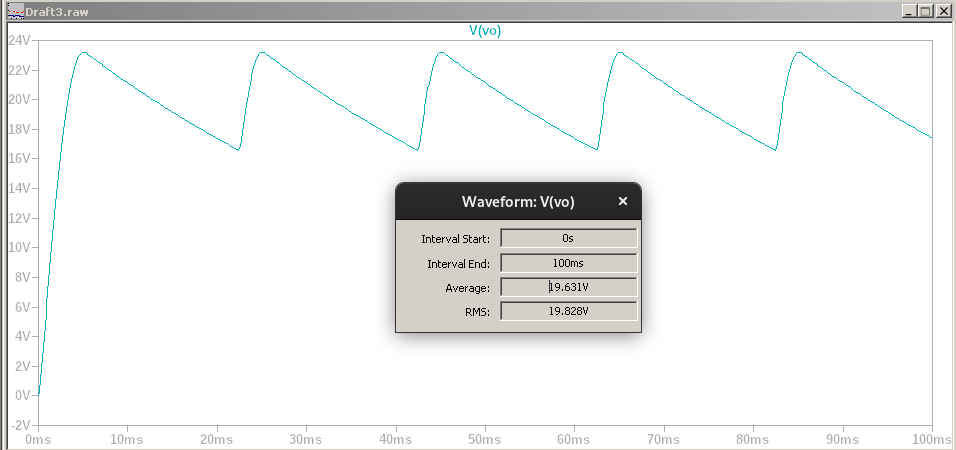 Draft3.raw
V(vo)
24V
22V
20V
18V
16V
14V
12V
10V
8V
6V
4V
2V
0V
-2V
Waveform: V(vo)
Interval Start: 0s
Interval End: 100ms
Average: 19.631V
RMS: 19.828V
0ms 10ms 20ms 30ms 40ms 50ms 60ms 70ms 80ms 90ms 100ms